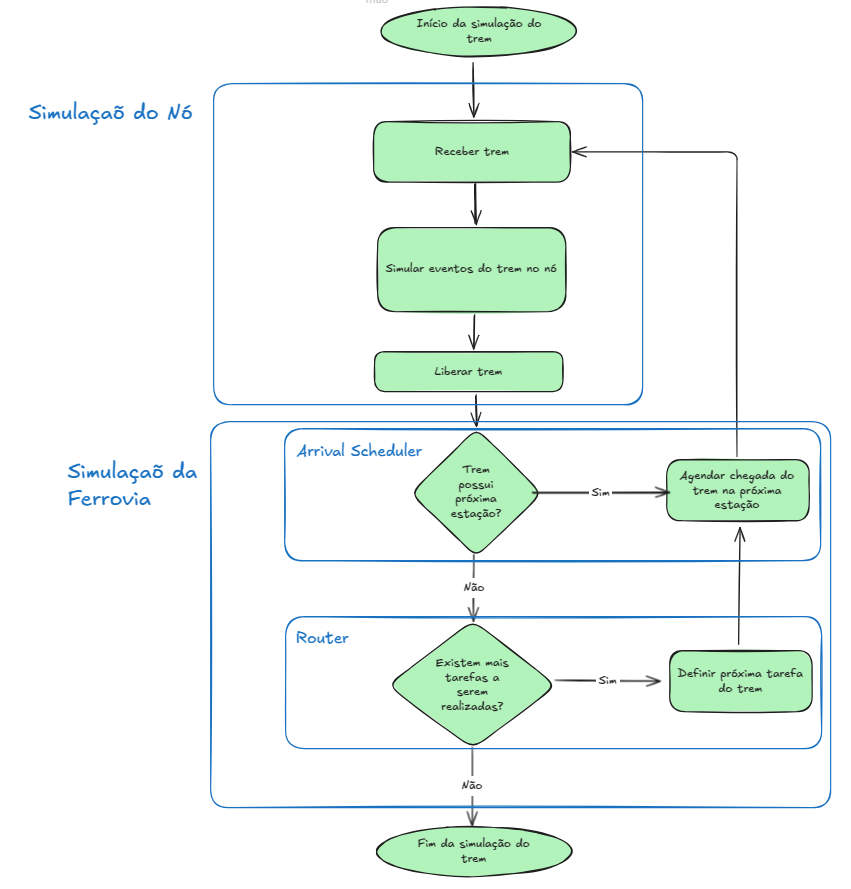 Início da simulação do
trem
Simulaçaõ do Nó
Receber trem
Simular eventos do trem no nó
Liberar trem
Simulaçaõ da
Ferrovia
Arrival Scheduler
Trem
possui
próxima
estação?
Sim
Agendar chegada do
trem na próxima
estação
Não
Router
Existem mais
tarefas a
serem
realizadas?
Sim
Definir próxima tarefa
do trem
Não
Fim da simulação do
trem